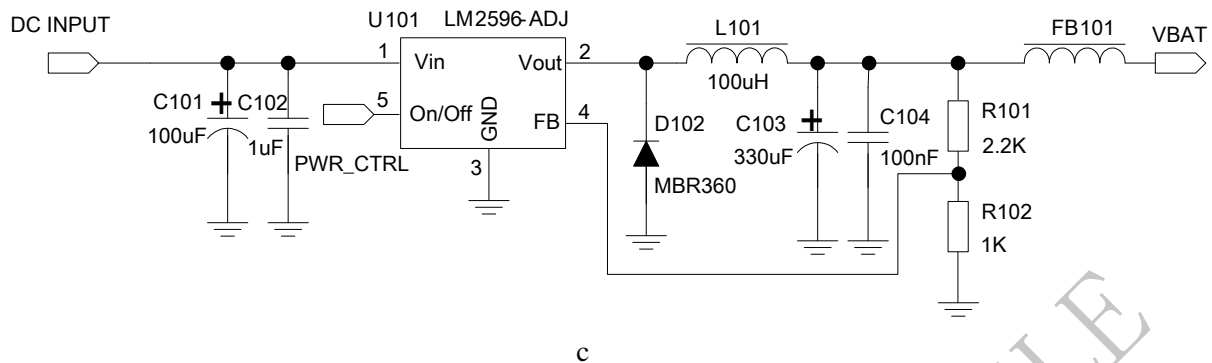 DC INPUT
U101
LM2596-ADJ
L101
FB101
VBAT
1
Vin
Vout
2
100uH
C101
+
C102
5
On/Off
GND
FB
4
D102
C103
+
C104
R101
100uF
1uF
330uF
100nF
2.2K
PWR_CTRL
3
MBR360
R102
1K
c